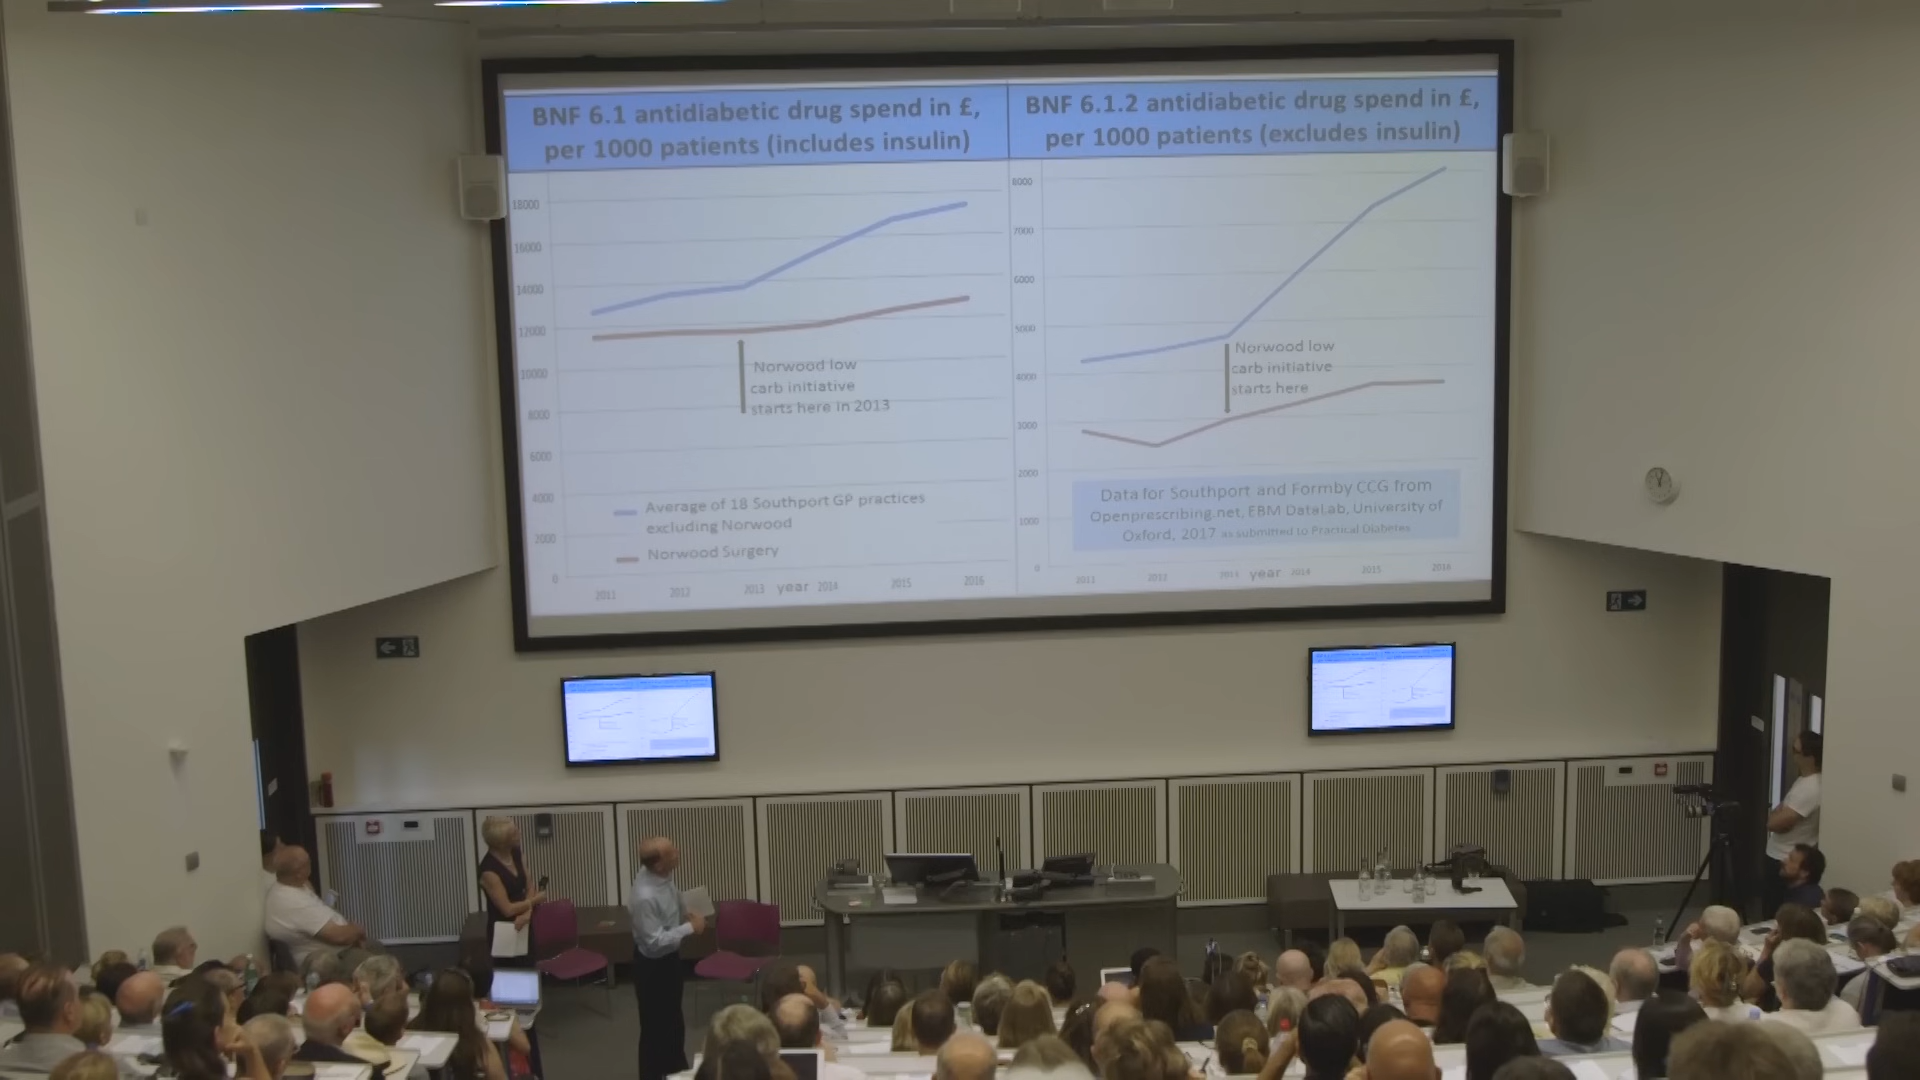 BNF 6.1 antidiabetic drug spend in £,
per 1000 patients (includes insulin)
18000
16000
14000
12000
10000
8000
6000
4000
2000
0
Norwood low
carb initiative
starts here in 2013
Average of 18 Southport GP practices
excluding Norwood
Norwood Surgery
2011 2012 2013 year 2014 2015 2016
BNF 6.1.2 antidiabetic drug spend in £,
per 1000 patients (excludes insulin)
8000
7000
6000
5000
4000
3000
2000
1000
0
Norwood low
carb initiative
starts here
Data for Southport and Formby CCG from
Openprescribing.net, EBM DataLab, University of
Oxford, 2017 as submitted to Practical Diabetes
2011 2012 2013 year 2014 2015 2016